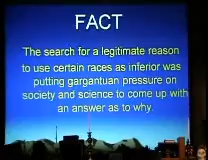 FACT
The search for a legitimate reason
to use certain races as inferior was
putting gargantuan pressure on
society and science to come up with
an answer as to why.